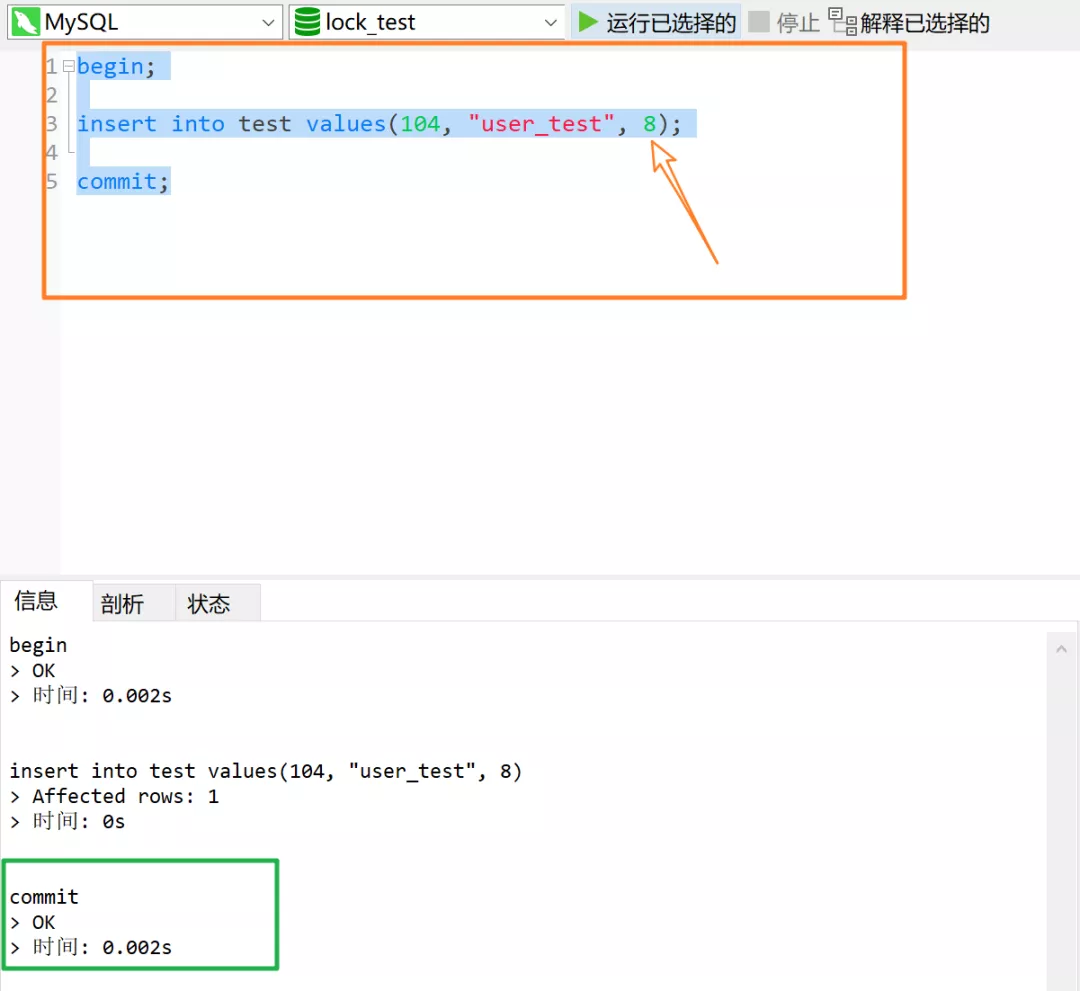 MySQL lock_test 运行已选择的 停止 解释已选择的
1 begin;
2
3 insert into test values(104, "user_test", 8);
4
5 commit;
信息 剖析 状态
begin
> OK
> 时间: 0.002s
insert into test values(104, "user_test", 8)
> Affected rows: 1
> 时间: 0s
commit
> OK
> 时间: 0.002s